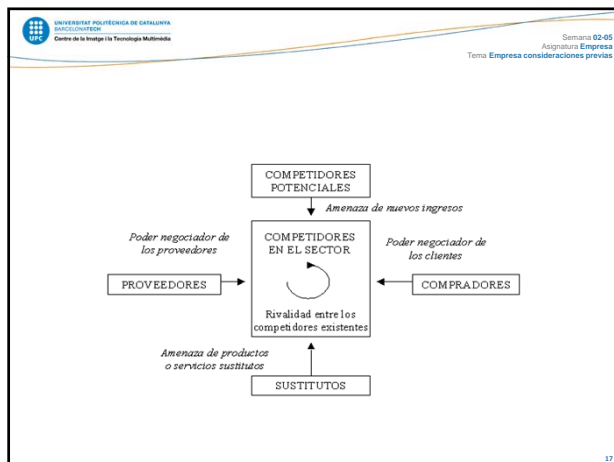 UNIVERSITAT POLITÈCNICA DE CATALUNYA
BARCELONATECH
Centre de la Imatge i la Tecnologia Multimèdia
UPC
Semana 02-05
Asignatura Empresa
Tema Empresa consideraciones previas
COMPETIDORES
POTENCIALES
Amenaza de nuevos ingresos
Poder negociador de
los proveedores
COMPETIDORES
EN EL SECTOR
Poder negociador de
los clientes
PROVEEDORES
COMPRADORES
Rivalidad entre los
competidores existentes
Amenaza de productos
o servicios sustitutos
SUSTITUTOS
17